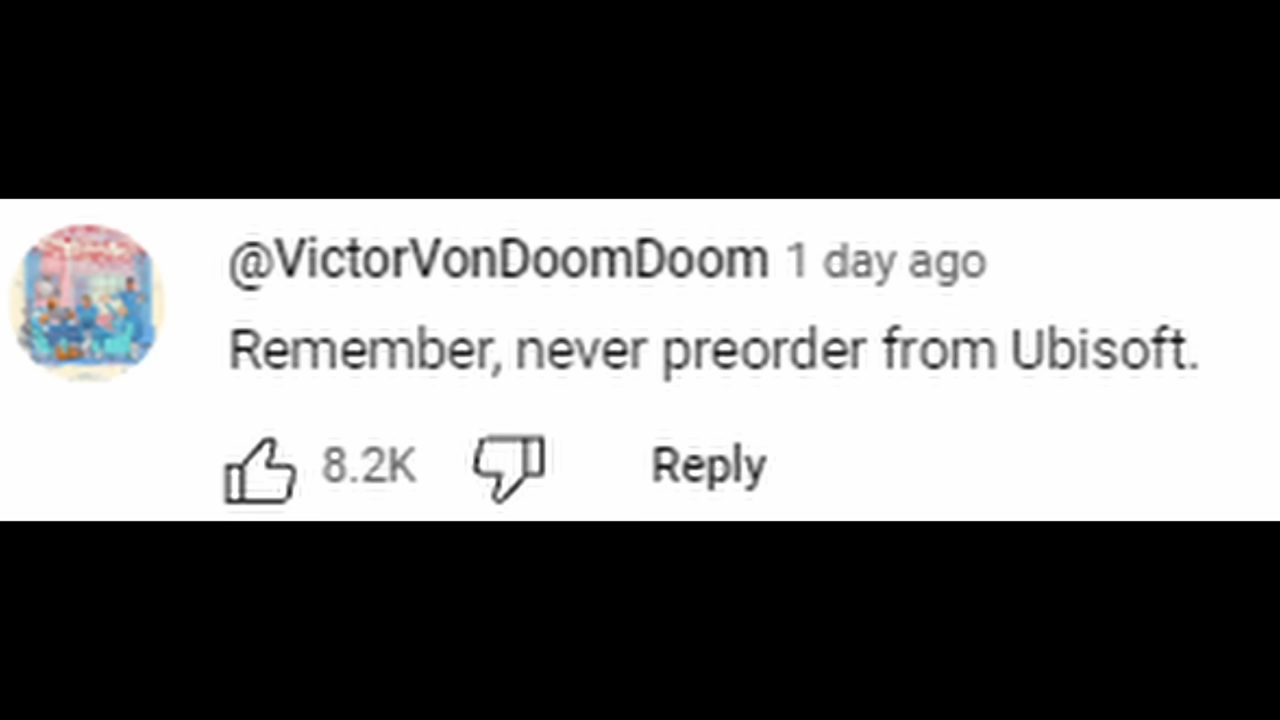 @VictorVonDoomDoom 1 day ago
Remember, never preorder from Ubisoft.
8.2K Reply